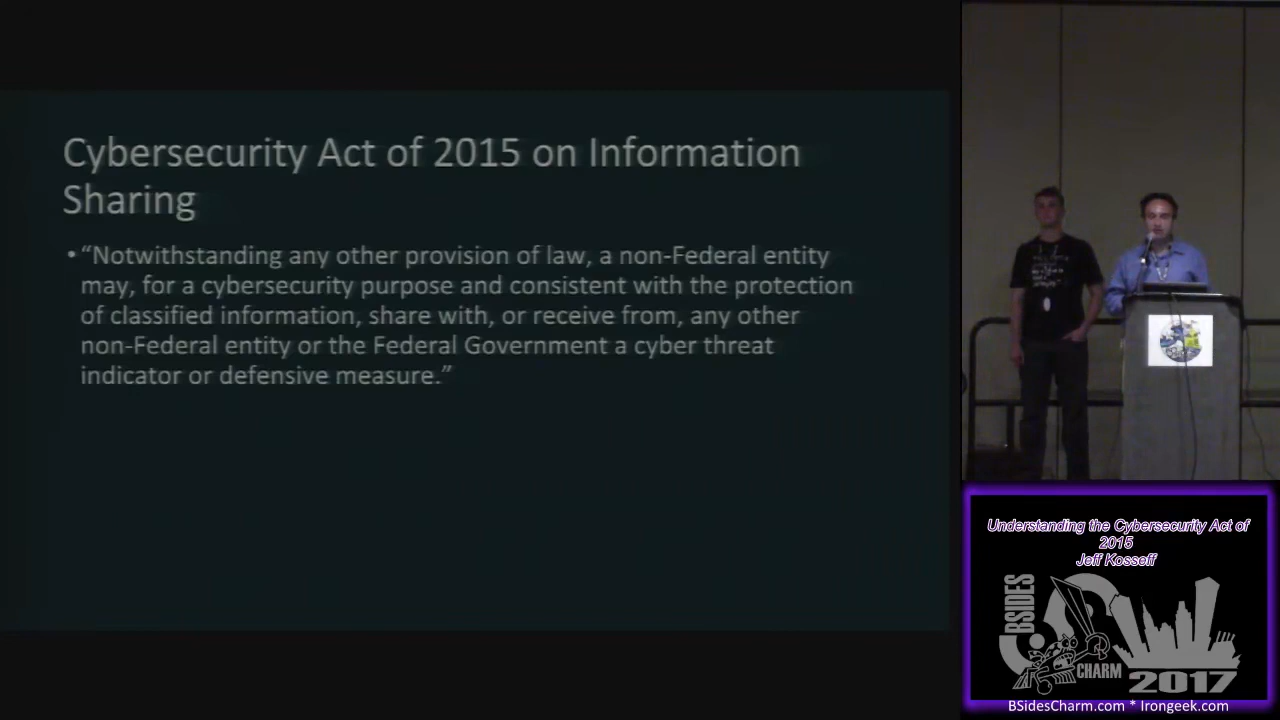 Cybersecurity Act of 2015 on Information
Sharing
• “Notwithstanding any other provision of law, a non-Federal entity
may, for a cybersecurity purpose and consistent with the protection
of classified information, share with, or receive from, any other
non-Federal entity or the Federal Government a cyber threat
indicator or defensive measure.”
Understanding the Cybersecurity Act of
2015
Jeff Kosseff
BSIDES
CHARM
2017
BSidesCharm.com * Irongeek.com